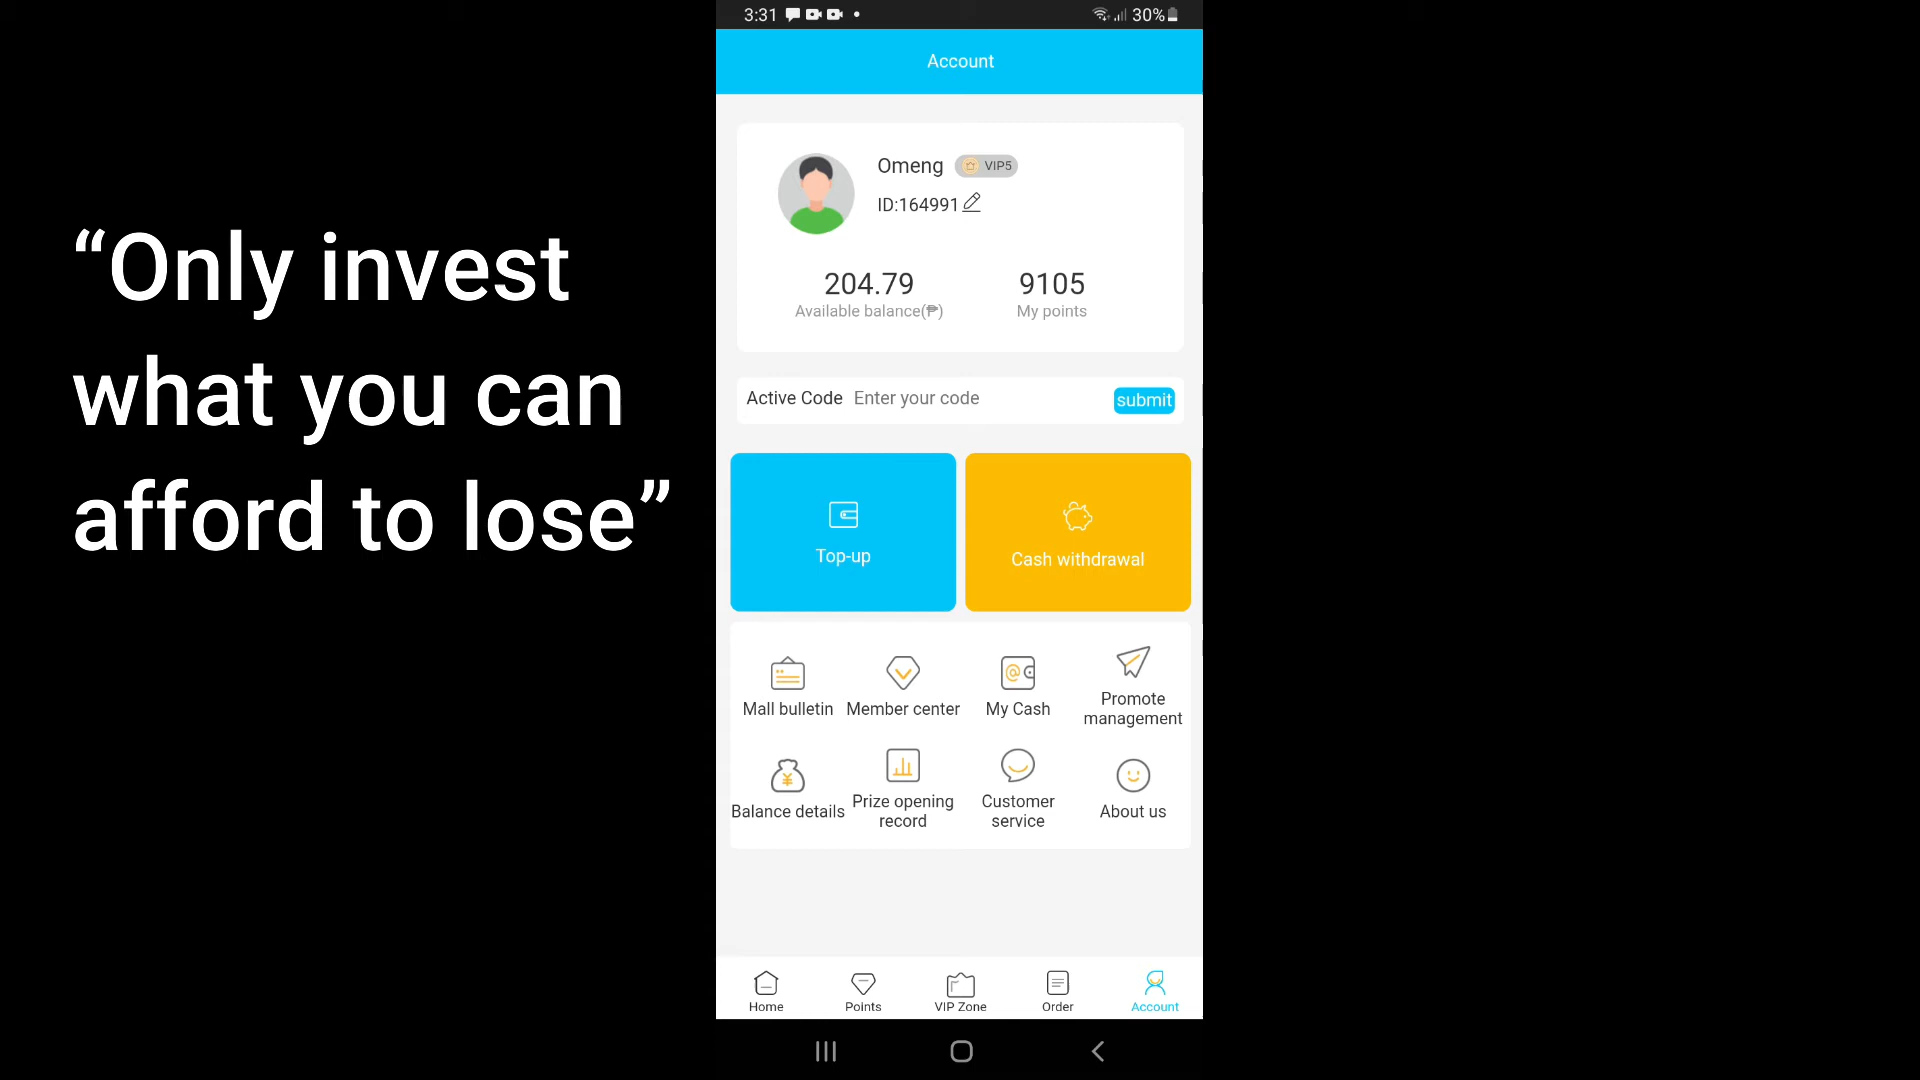 3:31
30%
Account
“Only invest
what you can
afford to lose”
Omeng
VIP5
ID:164991
204.79
Available balance(₱)
9105
My points
Active Code
Enter your code
submit
Top-up
Cash withdrawal
Mall bulletin
Member center
My Cash
Promote
management
Balance details
Prize opening
record
Customer
service
About us
Home
Points
VIP Zone
Order
Account